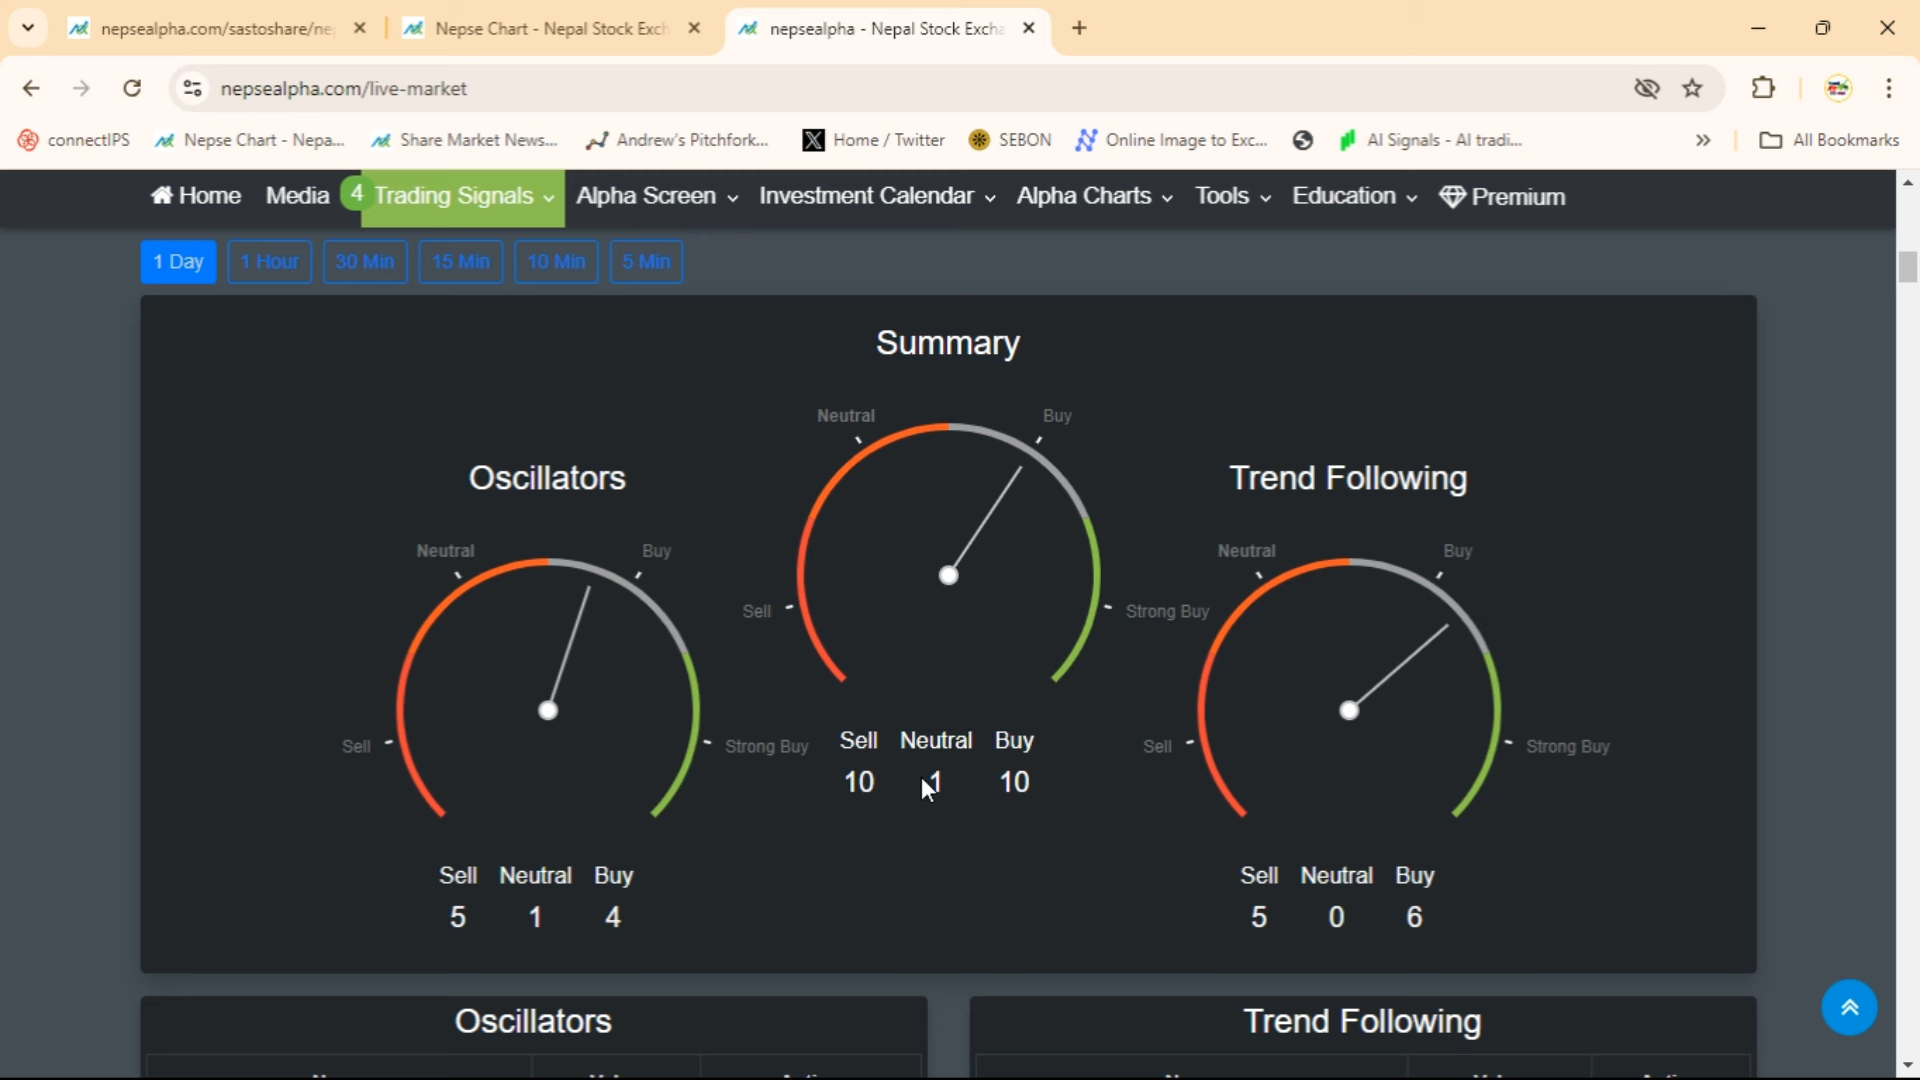 nepsealpha.com/sastoshare/ne
Nepse Chart - Nepal Stock Exch
nepsealpha - Nepal Stock Excha
nepsealpha.com/live-market
connectIPS
Nepse Chart - Nepa...
Share Market News...
Andrew's Pitchfork...
Home / Twitter
SEBON
Online Image to Exc...
AI Signals - AI tradi...
All Bookmarks
Home Media 4 Trading Signals Alpha Screen Investment Calendar Alpha Charts Tools Education Premium
1 Day 1 Hour 30 Min 15 Min 10 Min 5 Min
Summary
Neutral Buy
Sell Strong Buy
Sell Neutral Buy
10 1 10
Oscillators
Neutral Buy
Sell Strong Buy
Sell Neutral Buy
5 1 4
Trend Following
Neutral Buy
Sell Strong Buy
Sell Neutral Buy
5 0 6
Oscillators
Trend Following